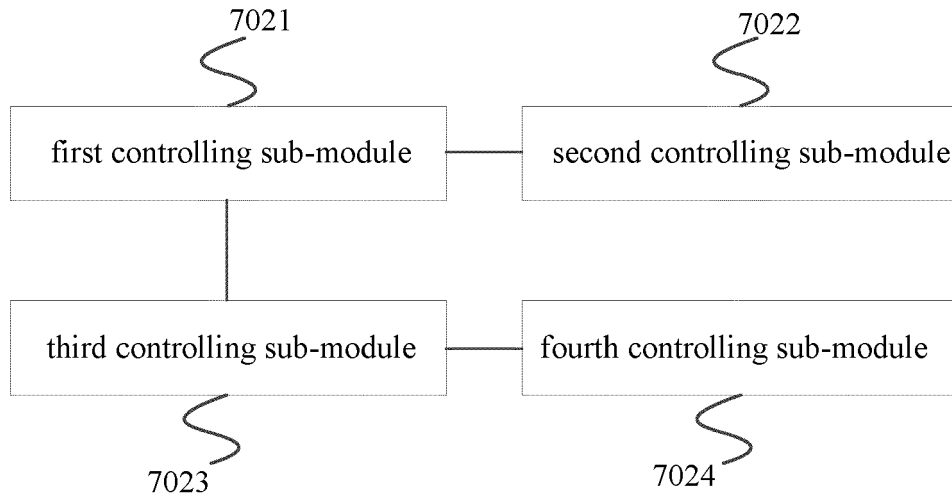 7021
7022
first controlling sub-module
second controlling sub-module
third controlling sub-module
fourth controlling sub-module
7023
7024